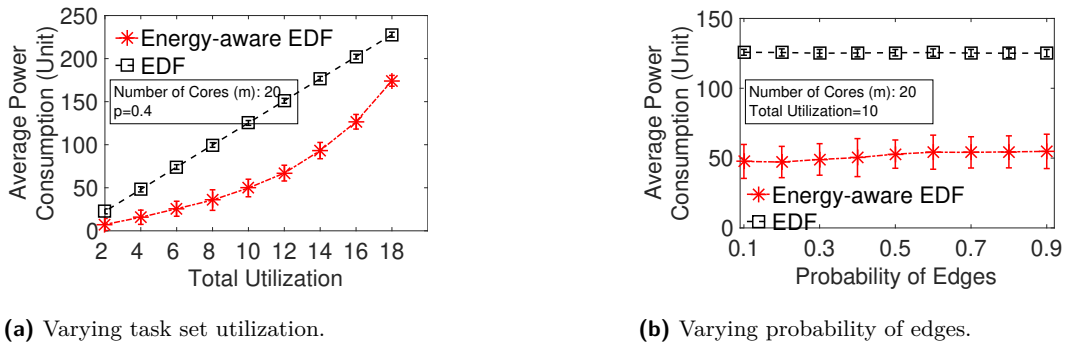 250
200
150
100
50
0
Average Power
Consumption (Unit)
Energy-aware EDF
EDF
Number of Cores (m): 20
p=0.4
2 4 6 8 10 12 14 16 18
Total Utilization
(a) Varying task set utilization.
150
100
50
0
Average Power
Consumption (Unit)
Number of Cores (m): 20
Total Utilization=10
Energy-aware EDF
EDF
0.1 0.3 0.5 0.7 0.9
Probability of Edges
(b) Varying probability of edges.